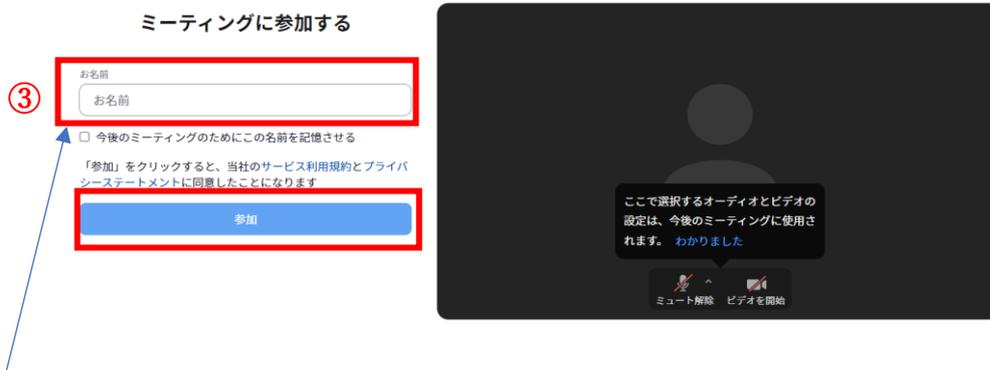 ミーティングに参加する
③
お名前
お名前
今後のミーティングのためにこの名前を記憶させる
「参加」をクリックすると、当社のサービス利用規約とプライバ
シーステートメントに同意したことになります
参加
ここで選択するオーディオとビデオの
設定は、今後のミーティングに使用さ
れます。 わかりました
ミュート解除 ビデオを開始